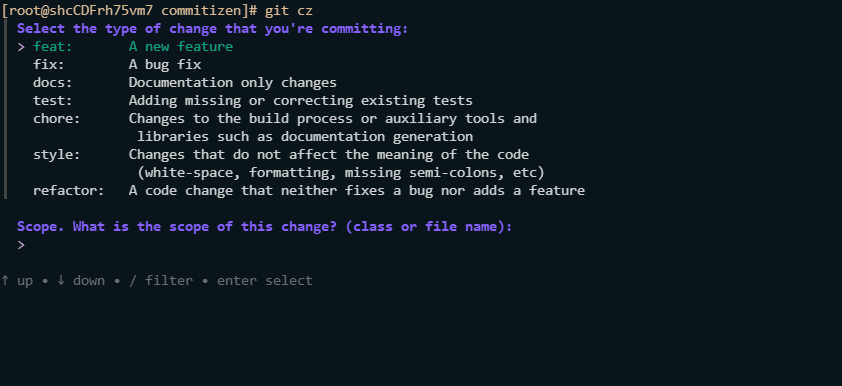 [root@shcCDFrh75vm7 commitizen]# git cz
Select the type of change that you're committing:
> feat:       A new feature
  fix:        A bug fix
  docs:       Documentation only changes
  test:       Adding missing or correcting existing tests
  chore:      Changes to the build process or auxiliary tools and
               libraries such as documentation generation
  style:      Changes that do not affect the meaning of the code
               (white-space, formatting, missing semi-colons, etc)
  refactor:   A code change that neither fixes a bug nor adds a feature
Scope. What is the scope of this change? (class or file name):
>
↑ up • ↓ down • / filter • enter select